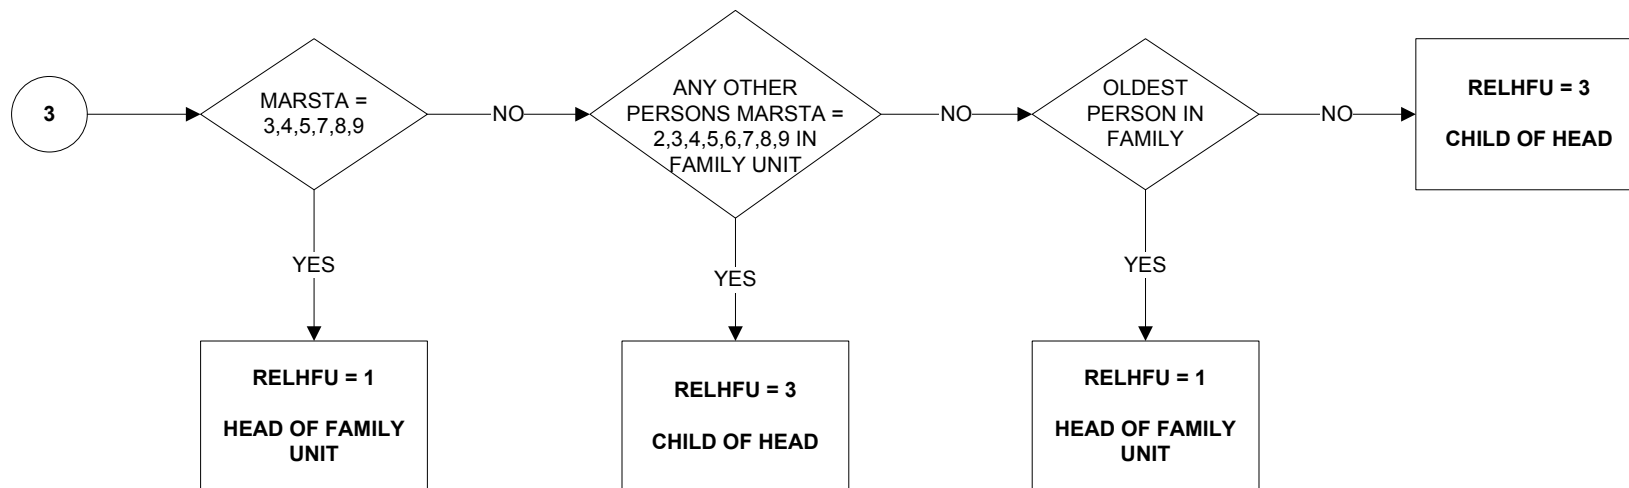 3
MARSTA =
3,4,5,7,8,9
NO
ANY OTHER
PERSONS MARSTA =
2,3,4,5,6,7,8,9 IN
FAMILY UNIT
NO
OLDEST
PERSON IN
FAMILY
NO
RELHFU = 3
CHILD OF HEAD
YES
YES
YES
RELHFU = 1
HEAD OF FAMILY
UNIT
RELHFU = 3
CHILD OF HEAD
RELHFU = 1
HEAD OF FAMILY
UNIT